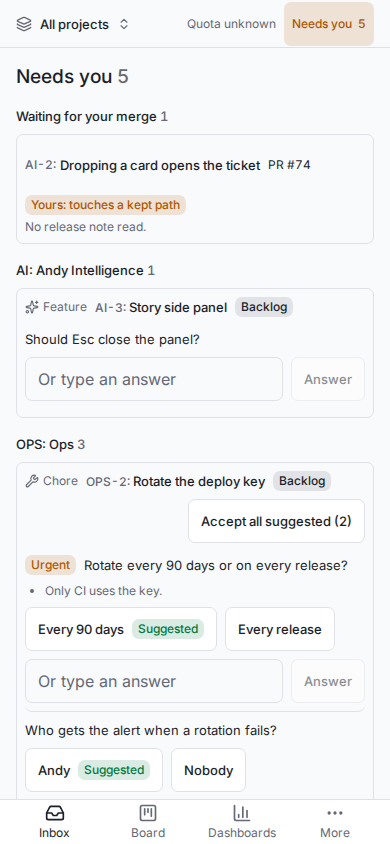 All projects
Quota unknown
Needs you 5
Needs you 5
Waiting for your merge 1
AI-2: Dropping a card opens the ticket PR #74
Yours: touches a kept path
No release note read.
AI: Andy Intelligence 1
Feature AI-3: Story side panel Backlog
Should Esc close the panel?
Or type an answer Answer
OPS: Ops 3
Chore OPS-2: Rotate the deploy key Backlog
Accept all suggested (2)
Urgent Rotate every 90 days or on every release?
• Only CI uses the key.
Every 90 days Suggested Every release
Or type an answer Answer
Who gets the alert when a rotation fails?
Andy Suggested Nobody
Inbox Board Dashboards More